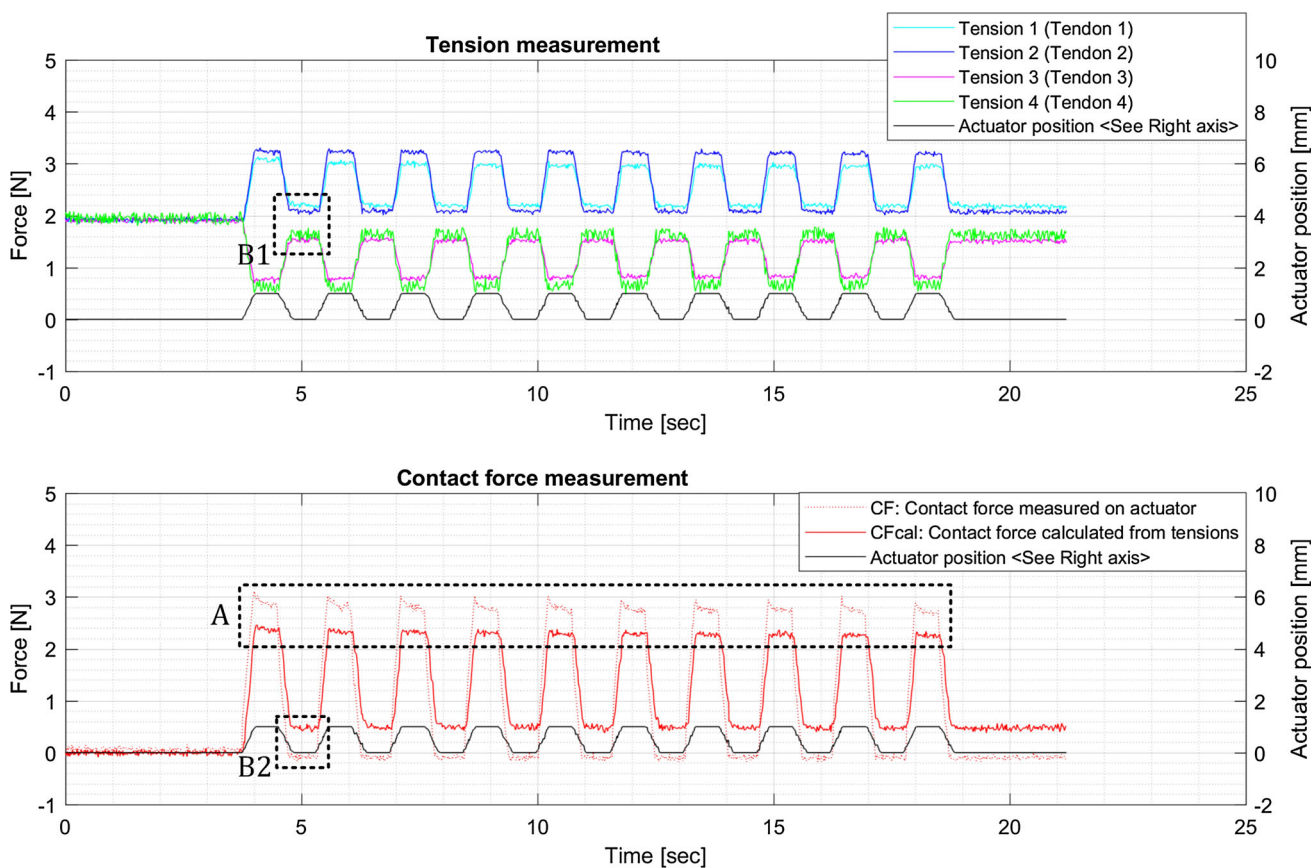 Tension measurement
Tension 1 (Tendon 1)
Tension 2 (Tendon 2)
Tension 3 (Tendon 3)
Tension 4 (Tendon 4)
Actuator position <See Right axis>
5
4
3
2
1
0
-1
Force [N]
B1
10
8
6
4
2
0
-2
Actuator position [mm]
0
5
10
15
20
25
Time [sec]
Contact force measurement
CF: Contact force measured on actuator
CFcal: Contact force calculated from tensions
Actuator position <See Right axis>
5
4
3
2
1
0
-1
Force [N]
A
B2
10
8
6
4
2
0
-2
Actuator position [mm]
0
5
10
15
20
25
Time [sec]